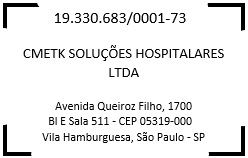 19.330.683/0001-73
CMETK SOLUÇÕES HOSPITALARES
LTDA
Avenida Queiroz Filho, 1700
Bl E Sala 511 - CEP 05319-000
Vila Hamburguesa, São Paulo - SP